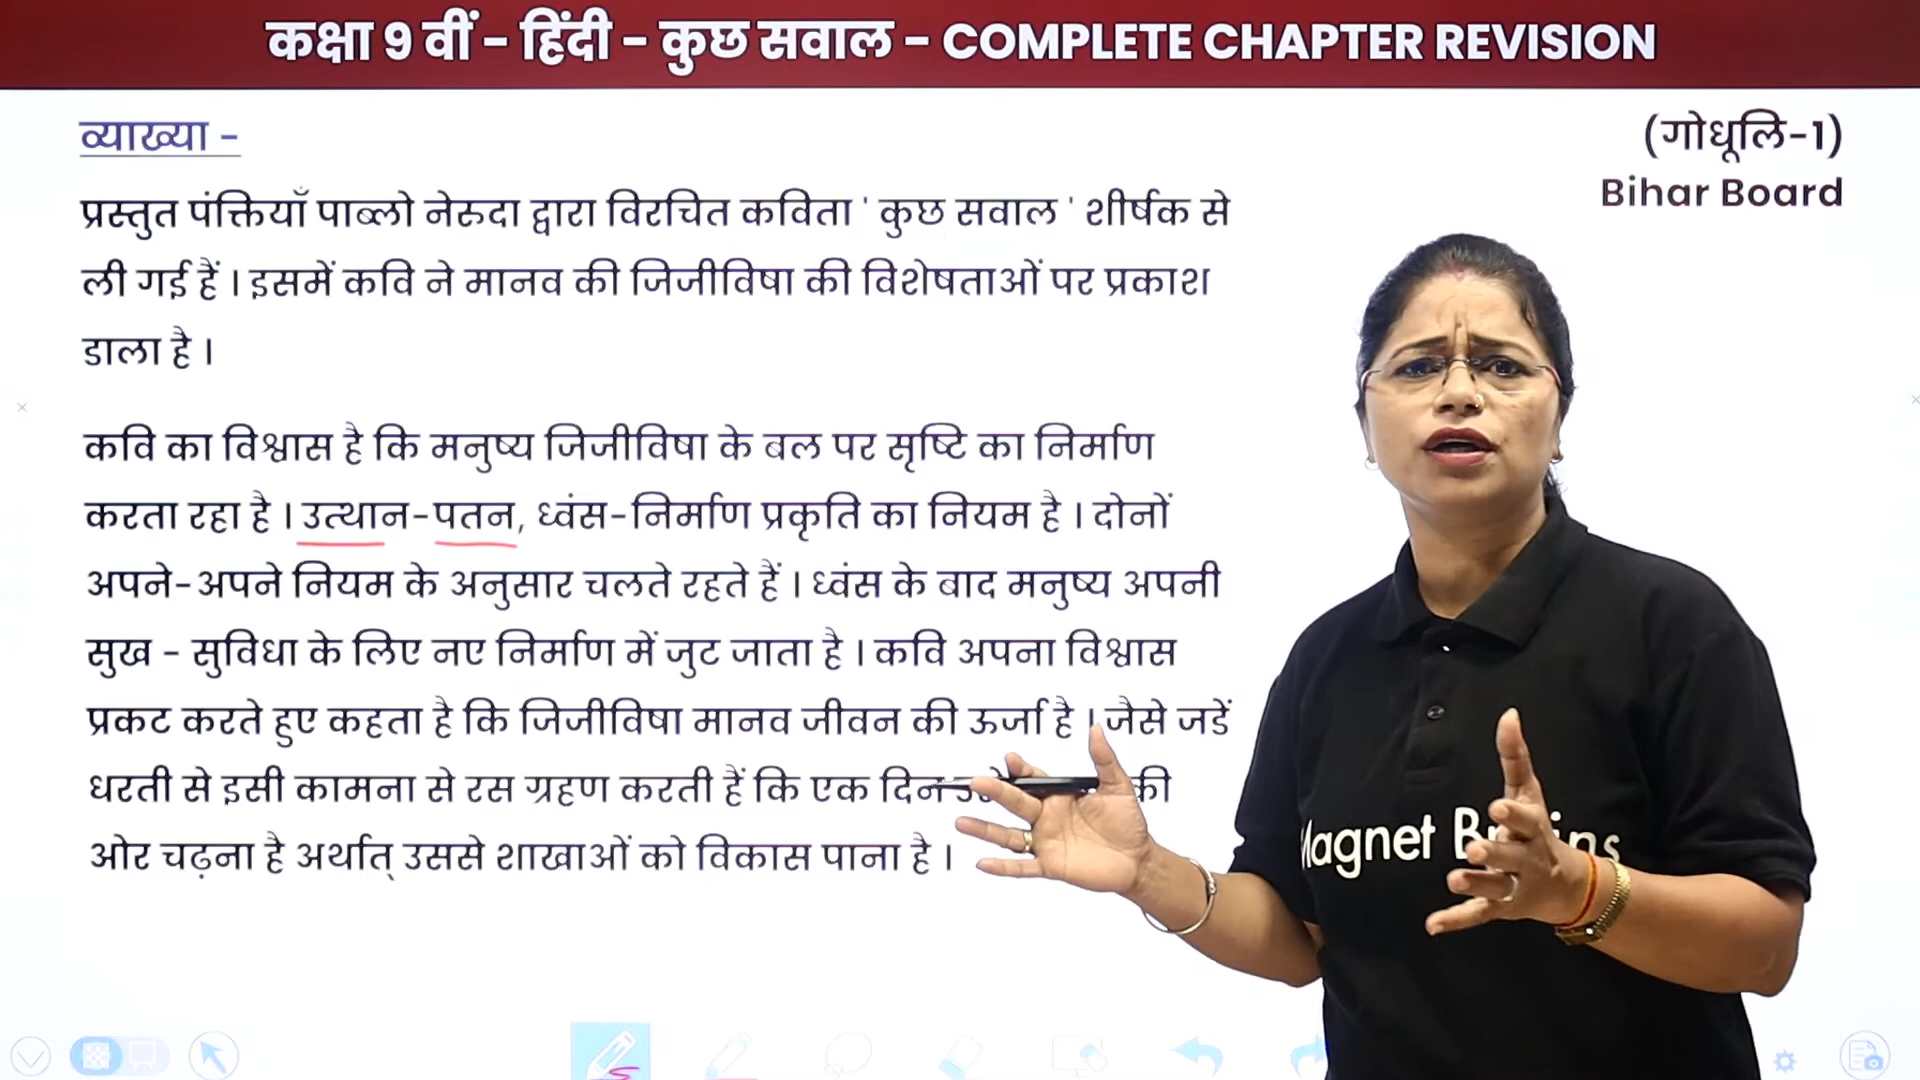 कक्षा 9 वीं - हिंदी - कुछ सवाल - COMPLETE CHAPTER REVISION
व्याख्या -
(गोधूलि-1)
Bihar Board
प्रस्तुत पंक्तियाँ पाब्लो नेरुदा द्वारा विरचित कविता ' कुछ सवाल ' शीर्षक से
ली गई हैं । इसमें कवि ने मानव की जिजीविषा की विशेषताओं पर प्रकाश
डाला है ।
कवि का विश्वास है कि मनुष्य जिजीविषा के बल पर सृष्टि का निर्माण
करता रहा है । उत्थान-पतन, ध्वंस-निर्माण प्रकृति का नियम है । दोनों
अपने-अपने नियम के अनुसार चलते रहते हैं । ध्वंस के बाद मनुष्य अपनी
सुख - सुविधा के लिए नए निर्माण में जुट जाता है । कवि अपना विश्वास
प्रकट करते हुए कहता है कि जिजीविषा मानव जीवन की ऊर्जा है । जैसे जडें
धरती से इसी कामना से रस ग्रहण करती हैं कि एक दिन की
ओर चढ़ना है अर्थात् उससे शाखाओं को विकास पाना है ।
Magnet Brains